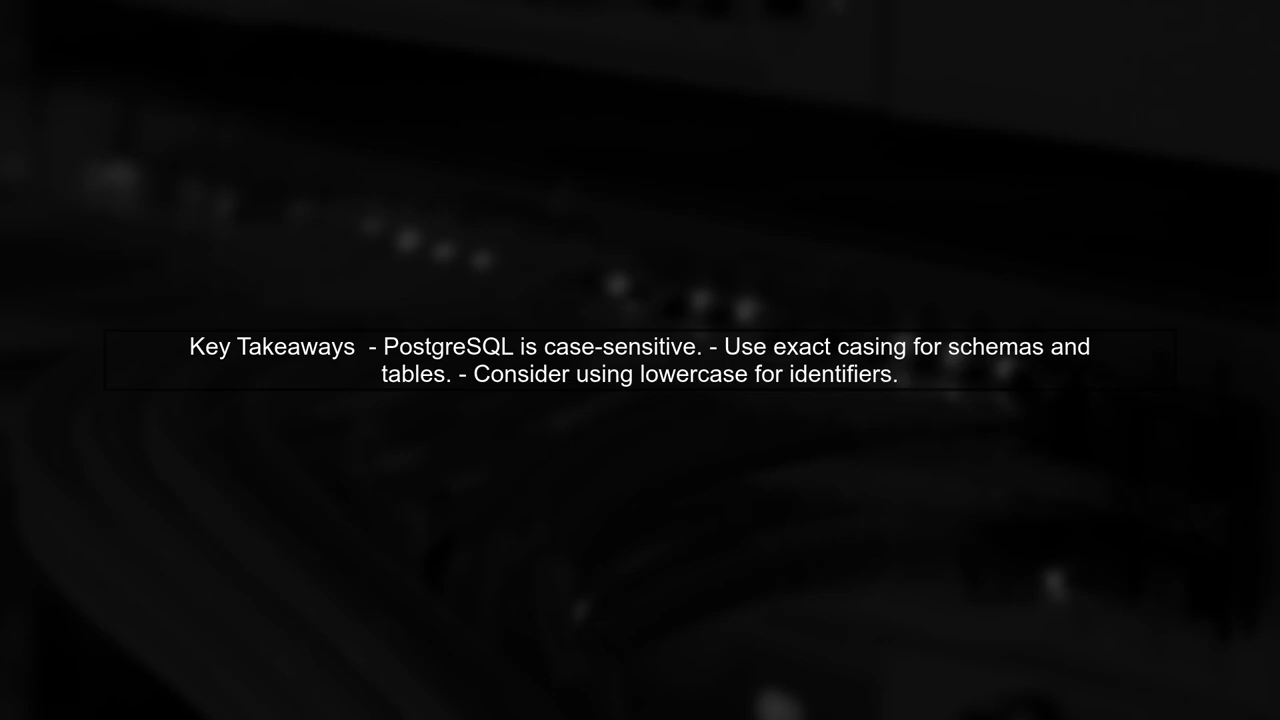 Key Takeaways  - PostgreSQL is case-sensitive. - Use exact casing for schemas and
tables. - Consider using lowercase for identifiers.